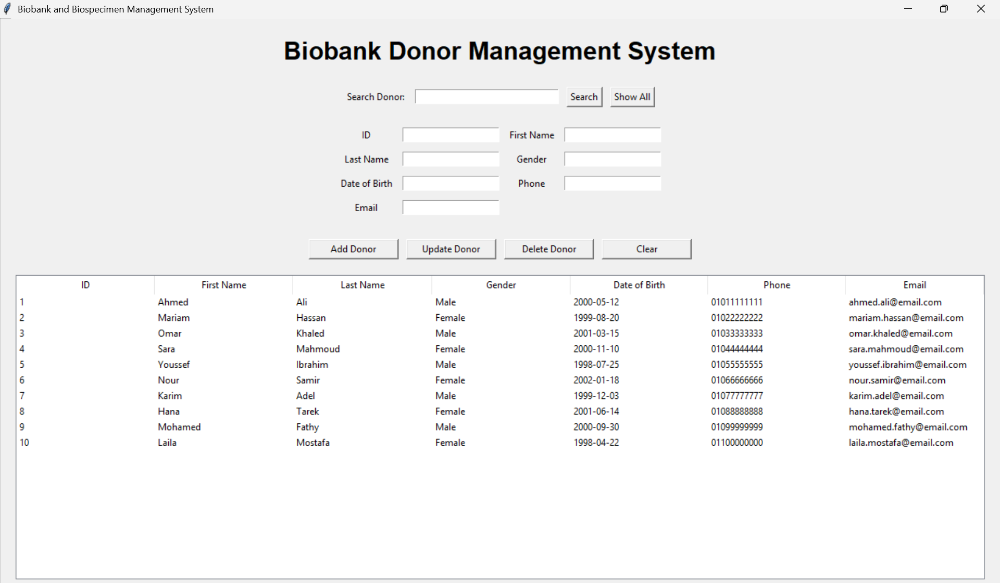 Biobank and Biospecimen Management System
Biobank Donor Management System
Search Donor: Search Show All
ID First Name
Last Name Gender
Date of Birth Phone
Email
Add Donor Update Donor Delete Donor Clear
ID First Name Last Name Gender Date of Birth Phone Email
1 Ahmed Ali Male 2000-05-12 01011111111 ahmed.ali@email.com
2 Mariam Hassan Female 1999-08-20 01022222222 mariam.hassan@email.com
3 Omar Khaled Male 2001-03-15 01033333333 omar.khaled@email.com
4 Sara Mahmoud Female 2000-11-10 01044444444 sara.mahmoud@email.com
5 Youssef Ibrahim Male 1998-07-25 01055555555 youssef.ibrahim@email.com
6 Nour Samir Female 2002-01-18 01066666666 nour.samir@email.com
7 Karim Adel Male 1999-12-03 01077777777 karim.adel@email.com
8 Hana Tarek Female 2001-06-14 01088888888 hana.tarek@email.com
9 Mohamed Fathy Male 2000-09-30 01099999999 mohamed.fathy@email.com
10 Laila Mostafa Female 1998-04-22 01100000000 laila.mostafa@email.com